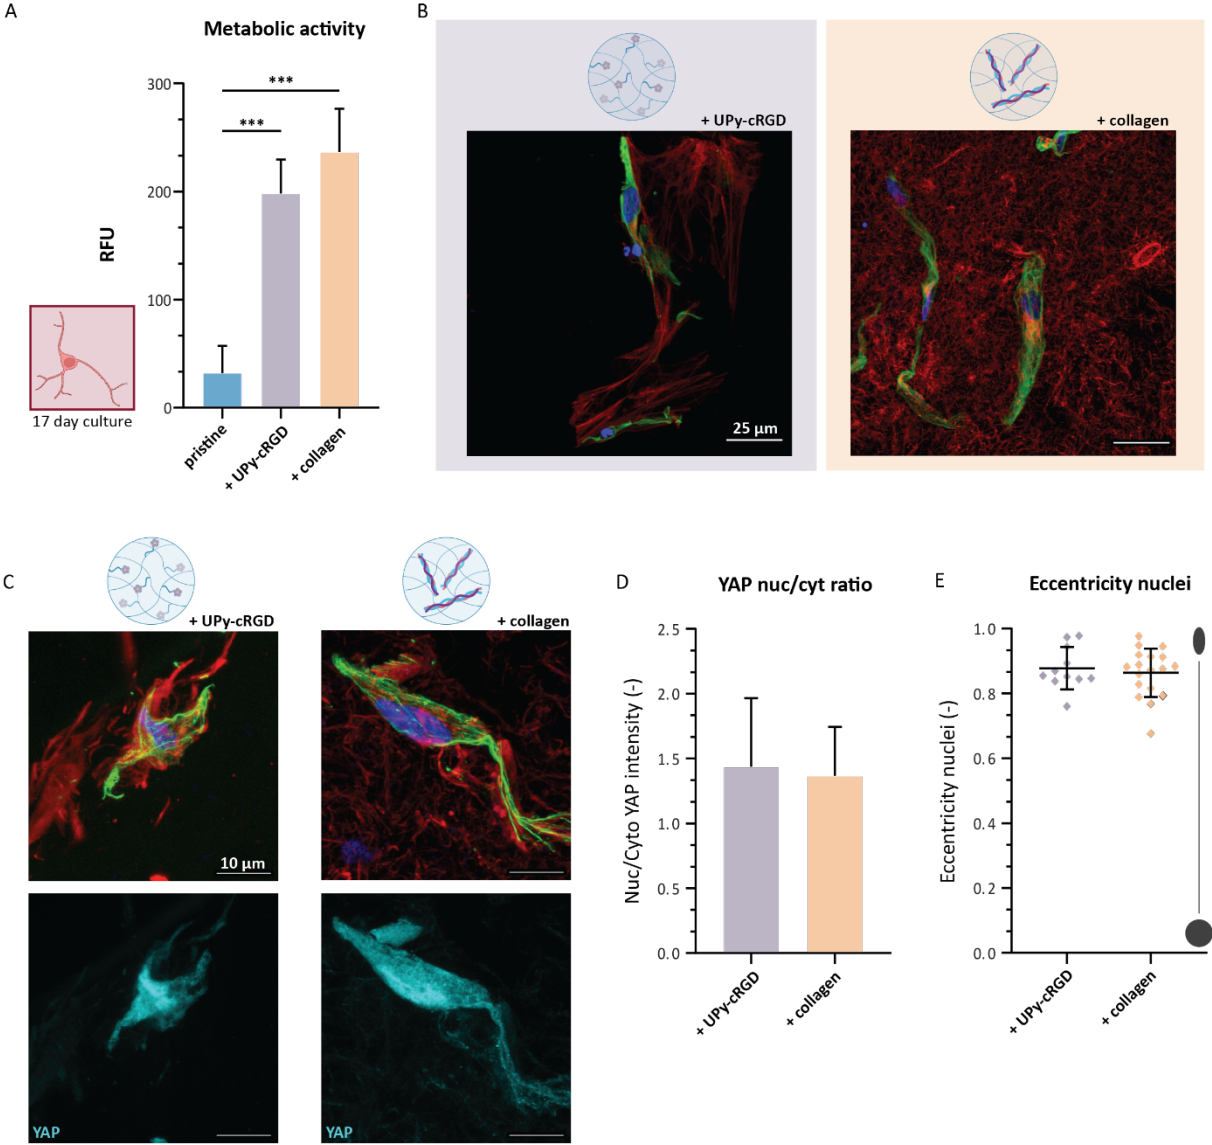 A
Metabolic activity
300
200
100
0
RFU
***
***
pristine
+ UPy-cRGD
+ collagen
17 day culture
B
+ UPy-cRGD
25 µm
+ collagen
C
+ UPy-cRGD
10 µm
+ collagen
YAP
YAP
D
YAP nuc/cyt ratio
Nuc/Cyto YAP intensity (-)
2.5
2.0
1.5
1.0
0.5
0.0
+ UPy-cRGD
+ collagen
E
Eccentricity nuclei
Eccentricity nuclei (-)
1.0
0.8
0.6
0.4
0.2
0.0
+ UPy-cRGD
+ collagen